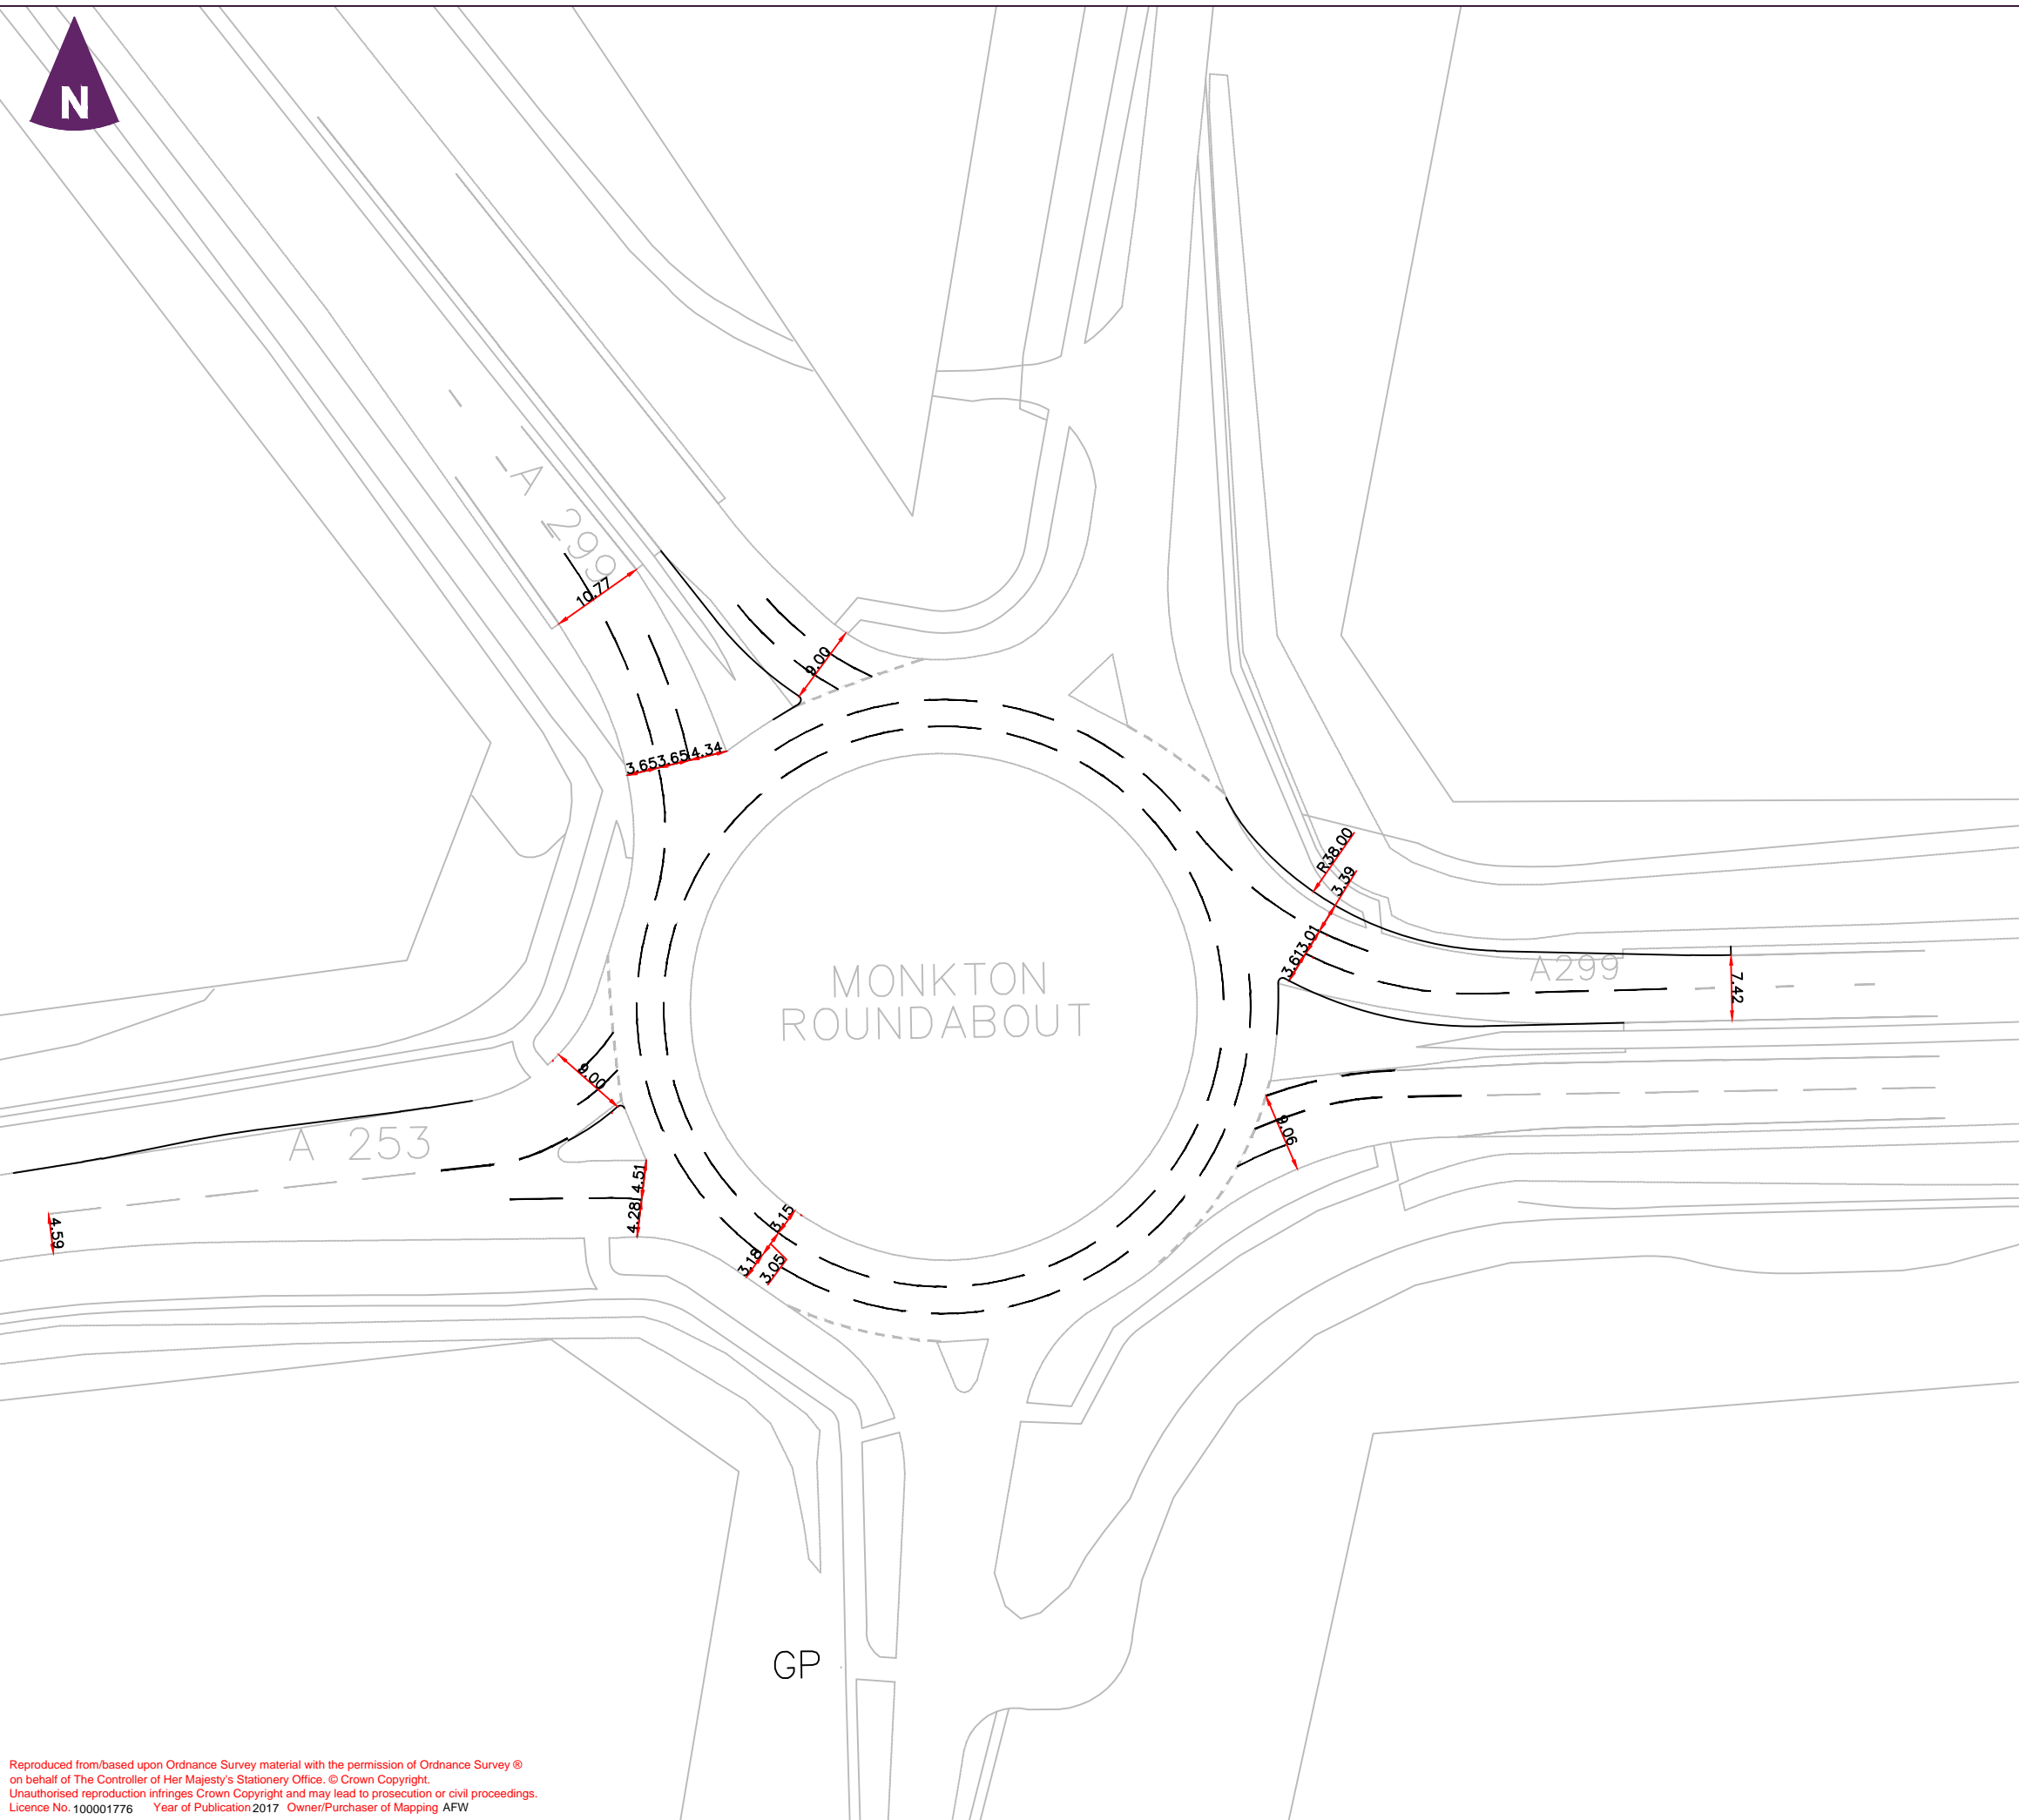 N
A 299
10.77
9.00
3.65
3.65
4.34
R38.00
3.39
3.01
3.61
A299
7.42
MONKTON
ROUNDABOUT
9.00
A 253
9.06
4.51
4.28
4.59
3.15
3.18
3.05
GP
Reproduced from/based upon Ordnance Survey material with the permission of Ordnance Survey ®
on behalf of The Controller of Her Majesty's Stationery Office. © Crown Copyright.
Unauthorised reproduction infringes Crown Copyright and may lead to prosecution or civil proceedings.
Licence No. 100001776 Year of Publication 2017 Owner/Purchaser of Mapping AFW